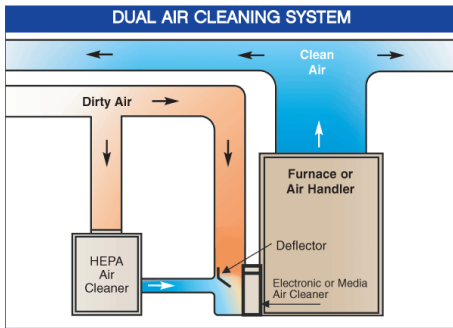 DUAL AIR CLEANING SYSTEM
Clean
Air
Dirty Air
Furnace or
Air Handler
Deflector
HEPA
Air
Cleaner
Electronic or Media
Air Cleaner